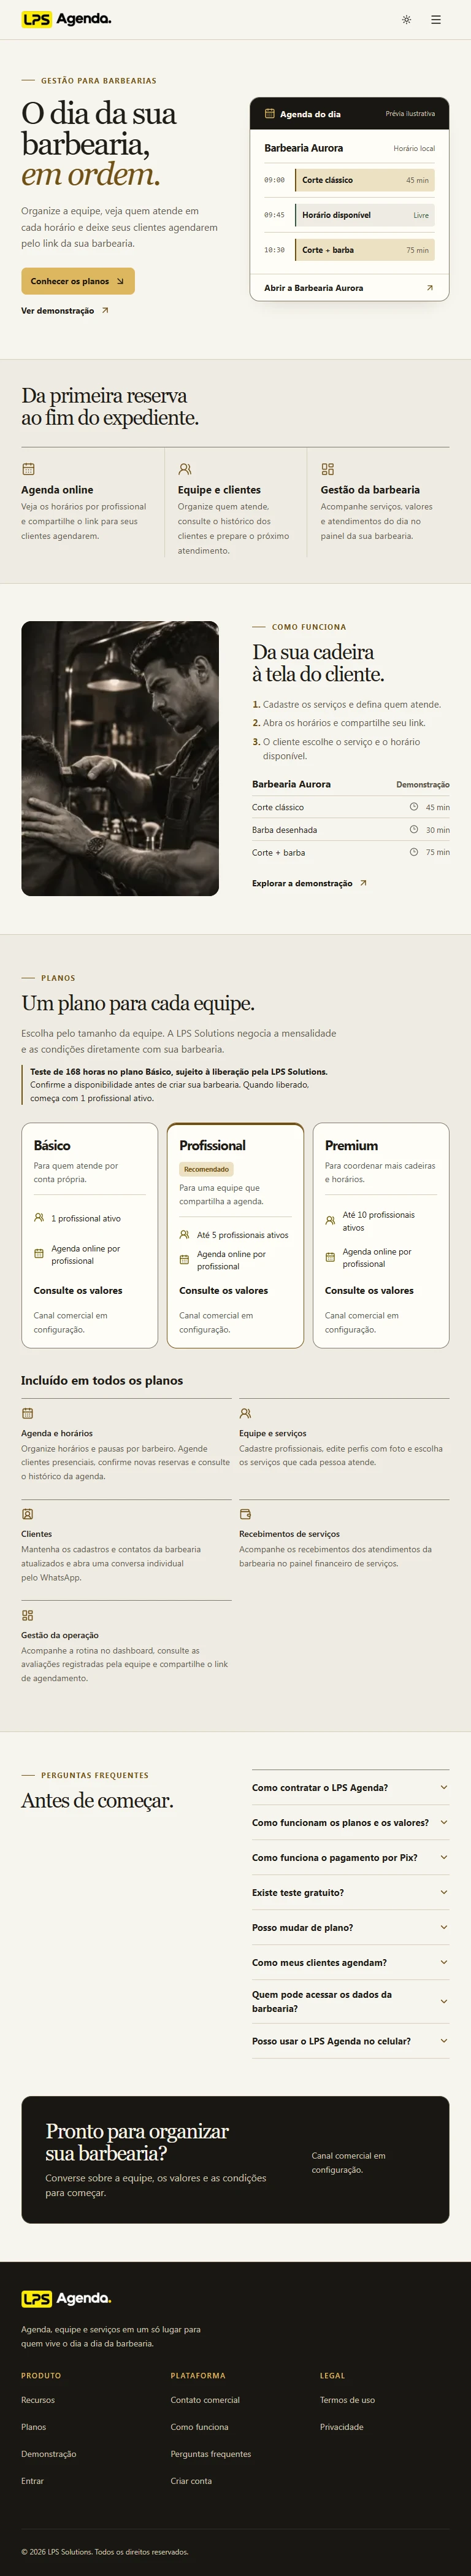 LPS Agenda.
GESTÃO PARA BARBEARIAS
O dia da sua
barbearia,
em ordem.
Organize a equipe, veja quem atende em
cada horário e deixe seus clientes agendarem
pelo link da sua barbearia.
Conhecer os planos
Ver demonstração
Agenda do dia
Prévia ilustrativa
Barbearia Aurora
Horário local
09:00 Corte clássico 45 min
09:45 Horário disponível Livre
10:30 Corte + barba 75 min
Abrir a Barbearia Aurora
Da primeira reserva
ao fim do expediente.
Agenda online
Veja os horários por profissional
e compartilhe o link para seus
clientes agendarem.
Equipe e clientes
Organize quem atende,
consulte o histórico dos
clientes e prepare o próximo
atendimento.
Gestão da barbearia
Acompanhe serviços, valores
e atendimentos do dia no
painel da sua barbearia.
COMO FUNCIONA
Da sua cadeira
à tela do cliente.
1. Cadastre os serviços e defina quem atende.
2. Abra os horários e compartilhe seu link.
3. O cliente escolhe o serviço e o horário
disponível.
Barbearia Aurora Demonstração
Corte clássico 45 min
Barba desenhada 30 min
Corte + barba 75 min
Explorar a demonstração
PLANOS
Um plano para cada equipe.
Escolha pelo tamanho da equipe. A LPS Solutions negocia a mensalidade
e as condições diretamente com sua barbearia.
Teste de 168 horas no plano Básico, sujeito à liberação pela LPS Solutions.
Confirme a disponibilidade antes de criar sua barbearia. Quando liberado,
começa com 1 profissional ativo.
Básico
Para quem atende por
conta própria.
1 profissional ativo
Agenda online por
profissional
Consulte os valores
Canal comercial em
configuração.
Profissional
Recomendado
Para uma equipe que
compartilha a agenda.
Até 5 profissionais ativos
Agenda online por
profissional
Consulte os valores
Canal comercial em
configuração.
Premium
Para coordenar mais cadeiras
e horários.
Até 10 profissionais
ativos
Agenda online por
profissional
Consulte os valores
Canal comercial em
configuração.
Incluído em todos os planos
Agenda e horários
Organize horários e pausas por barbeiro. Agende
clientes presenciais, confirme novas reservas e consulte
o histórico da agenda.
Equipe e serviços
Cadastre profissionais, edite perfis com foto e escolha
os serviços que cada pessoa atende.
Clientes
Mantenha os cadastros e contatos da barbearia
atualizados e abra uma conversa individual
pelo WhatsApp.
Recebimentos de serviços
Acompanhe os recebimentos dos atendimentos da
barbearia no painel financeiro de serviços.
Gestão da operação
Acompanhe a rotina no dashboard, consulte as
avaliações registradas pela equipe e compartilhe o link
de agendamento.
PERGUNTAS FREQUENTES
Antes de começar.
Como contratar o LPS Agenda?
Como funcionam os planos e os valores?
Como funciona o pagamento por Pix?
Existe teste gratuito?
Posso mudar de plano?
Como meus clientes agendam?
Quem pode acessar os dados da
barbearia?
Posso usar o LPS Agenda no celular?
Pronto para organizar
sua barbearia?
Converse sobre a equipe, os valores e as condições
para começar.
Canal comercial em
configuração.
LPS Agenda.
Agenda, equipe e serviços em um só lugar para
quem vive o dia a dia da barbearia.
PRODUTO
Recursos
Planos
Demonstração
Entrar
PLATAFORMA
Contato comercial
Como funciona
Perguntas frequentes
Criar conta
LEGAL
Termos de uso
Privacidade
© 2026 LPS Solutions. Todos os direitos reservados.